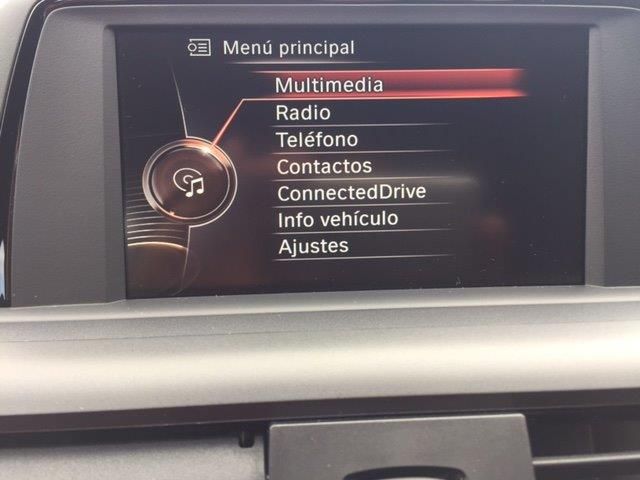 Menú principal
Multimedia
Radio
Teléfono
Contactos
ConnectedDrive
Info vehículo
Ajustes